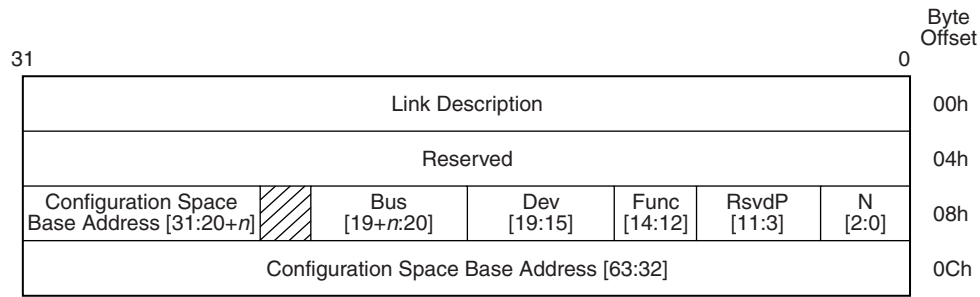 Byte
Offset
31 0
Link Description 00h
Reserved 04h
Configuration Space Bus Dev Func RsvdP N
Base Address [31:20+n] [19+n:20] [19:15] [14:12] [11:3] [2:0] 08h
Configuration Space Base Address [63:32] 0Ch